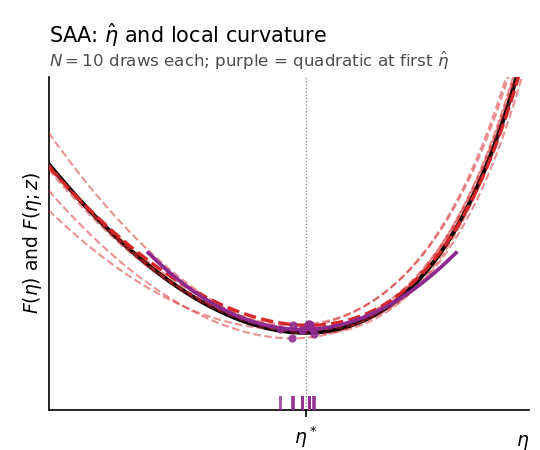 SAA: η̂ and local curvature
N = 10 draws each; purple = quadratic at first η̂
F(η) and F(η; z)
η*
η